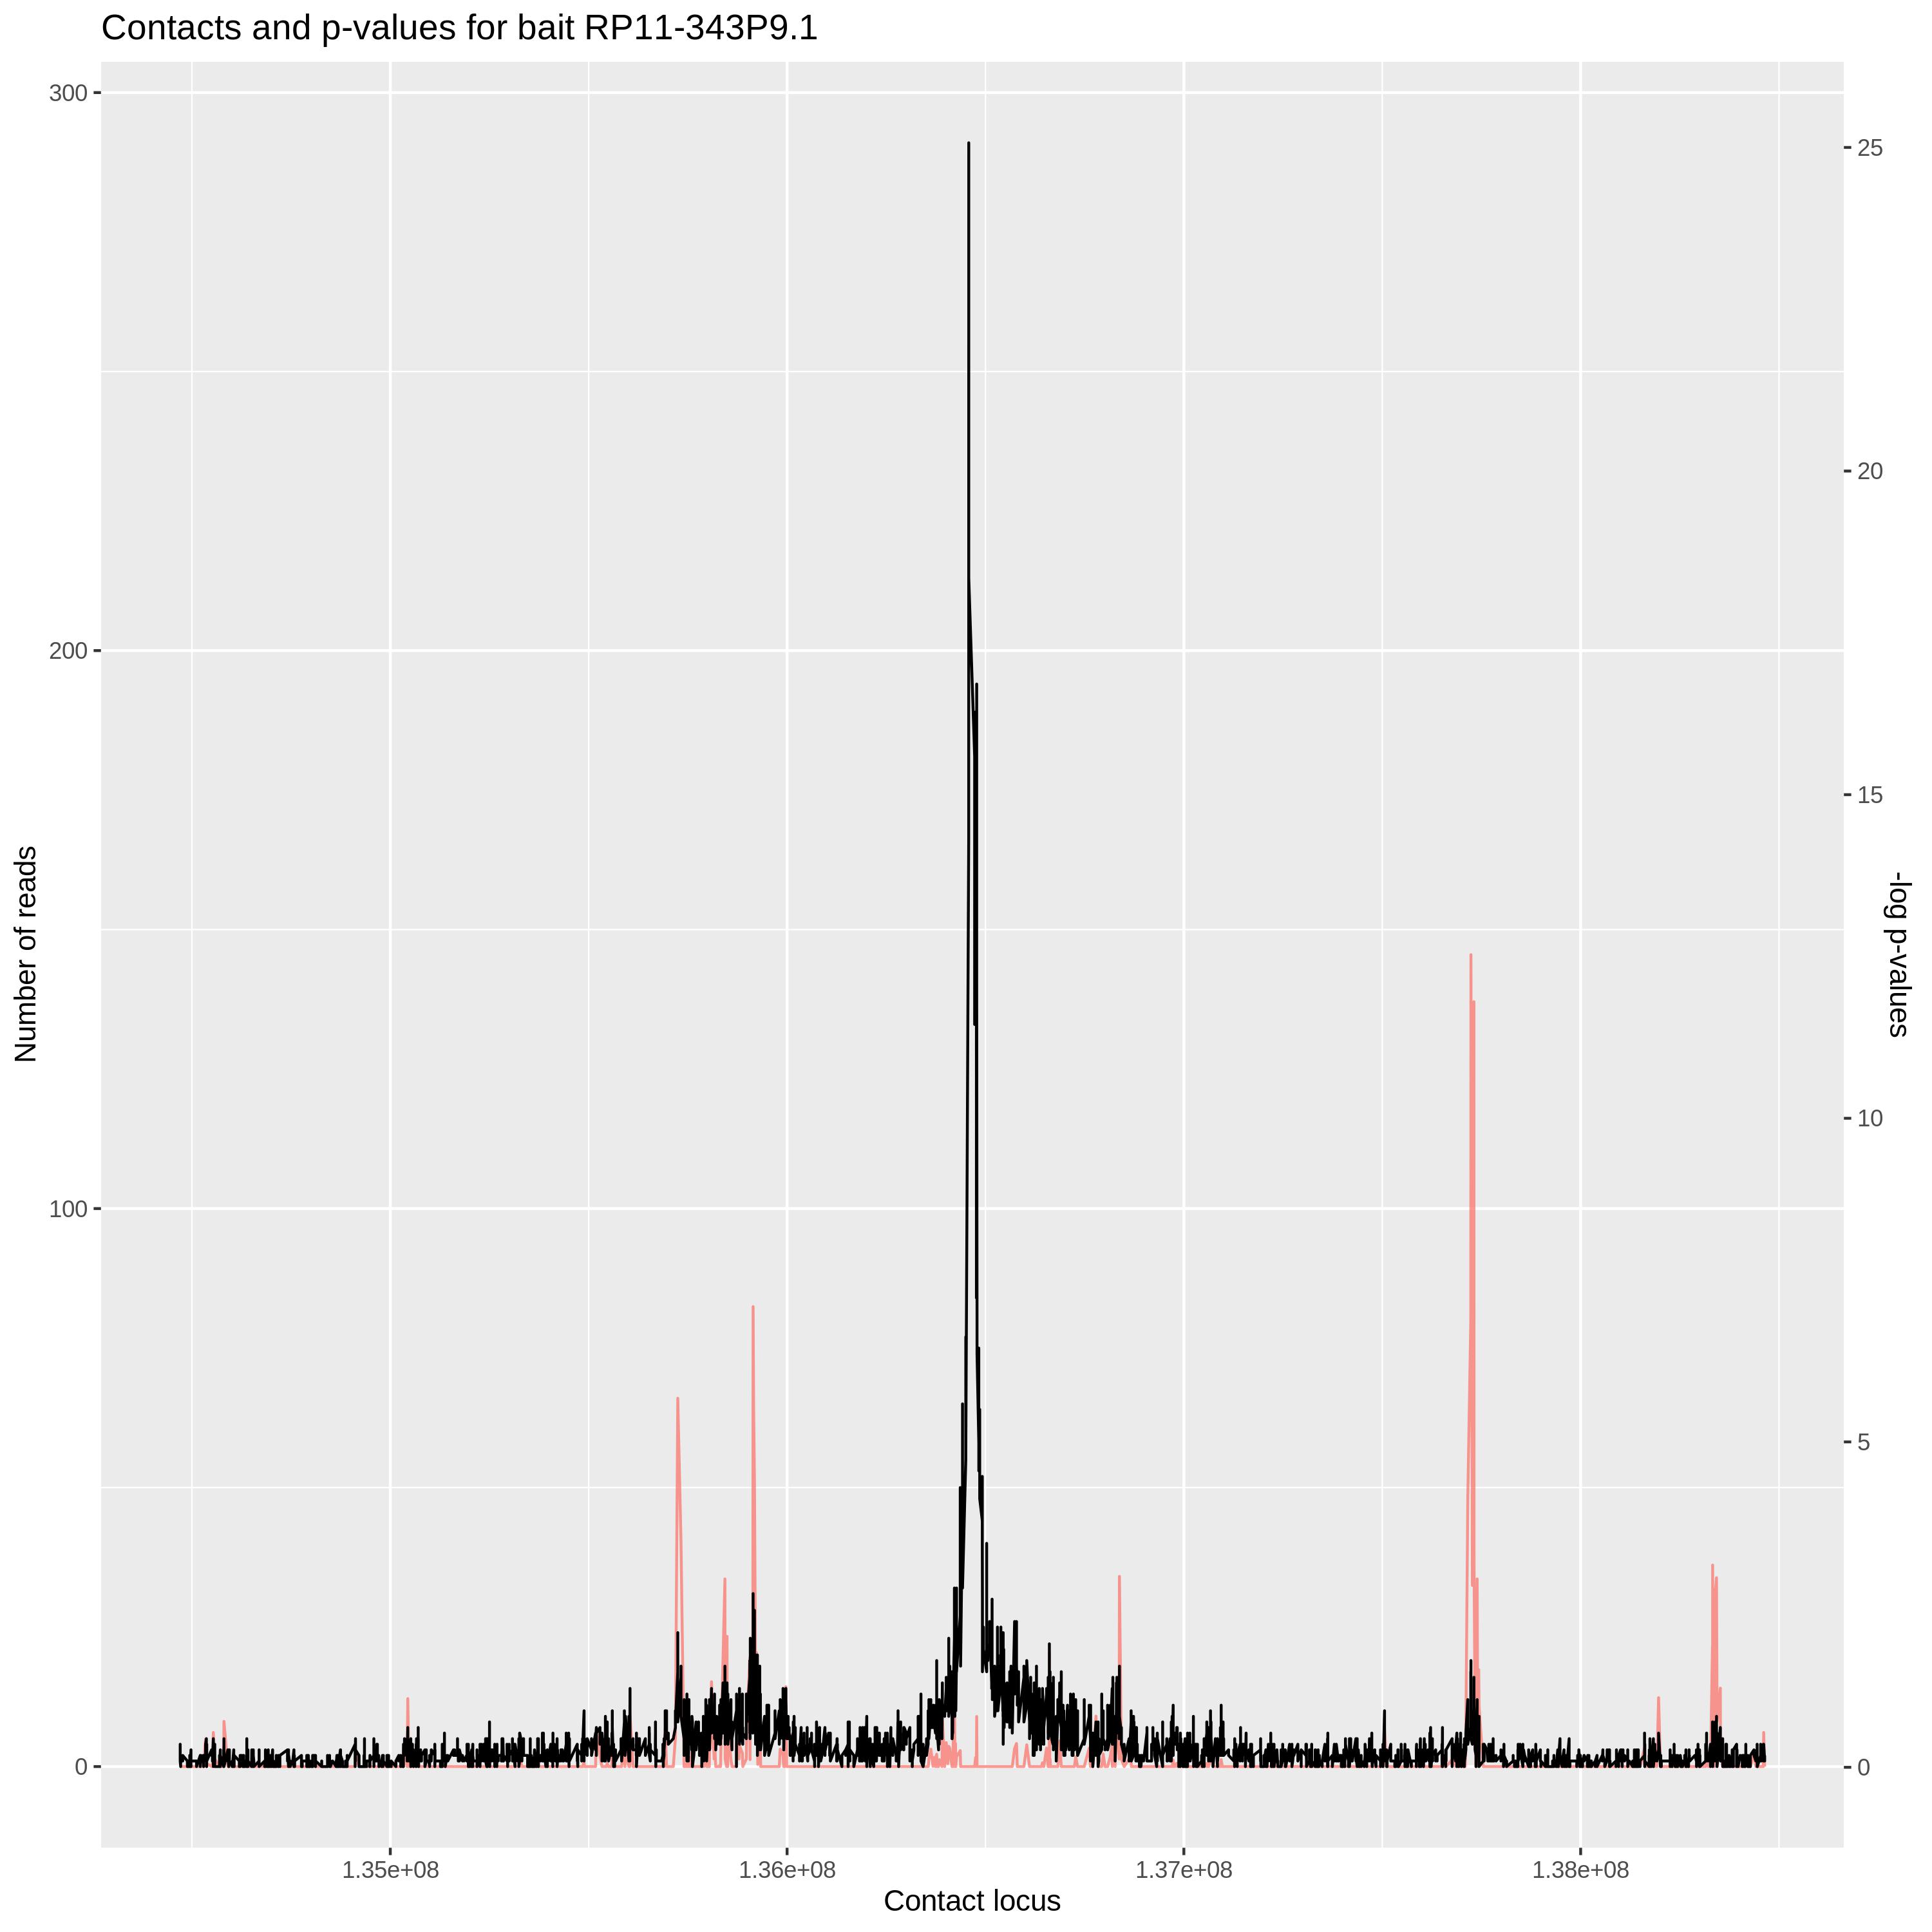 Contacts and p-values for bait RP11-343P9.1
300
200
100
0
Number of reads
25
20
15
10
5
0
-log p-values
1.35e+08
1.36e+08
1.37e+08
1.38e+08
Contact locus